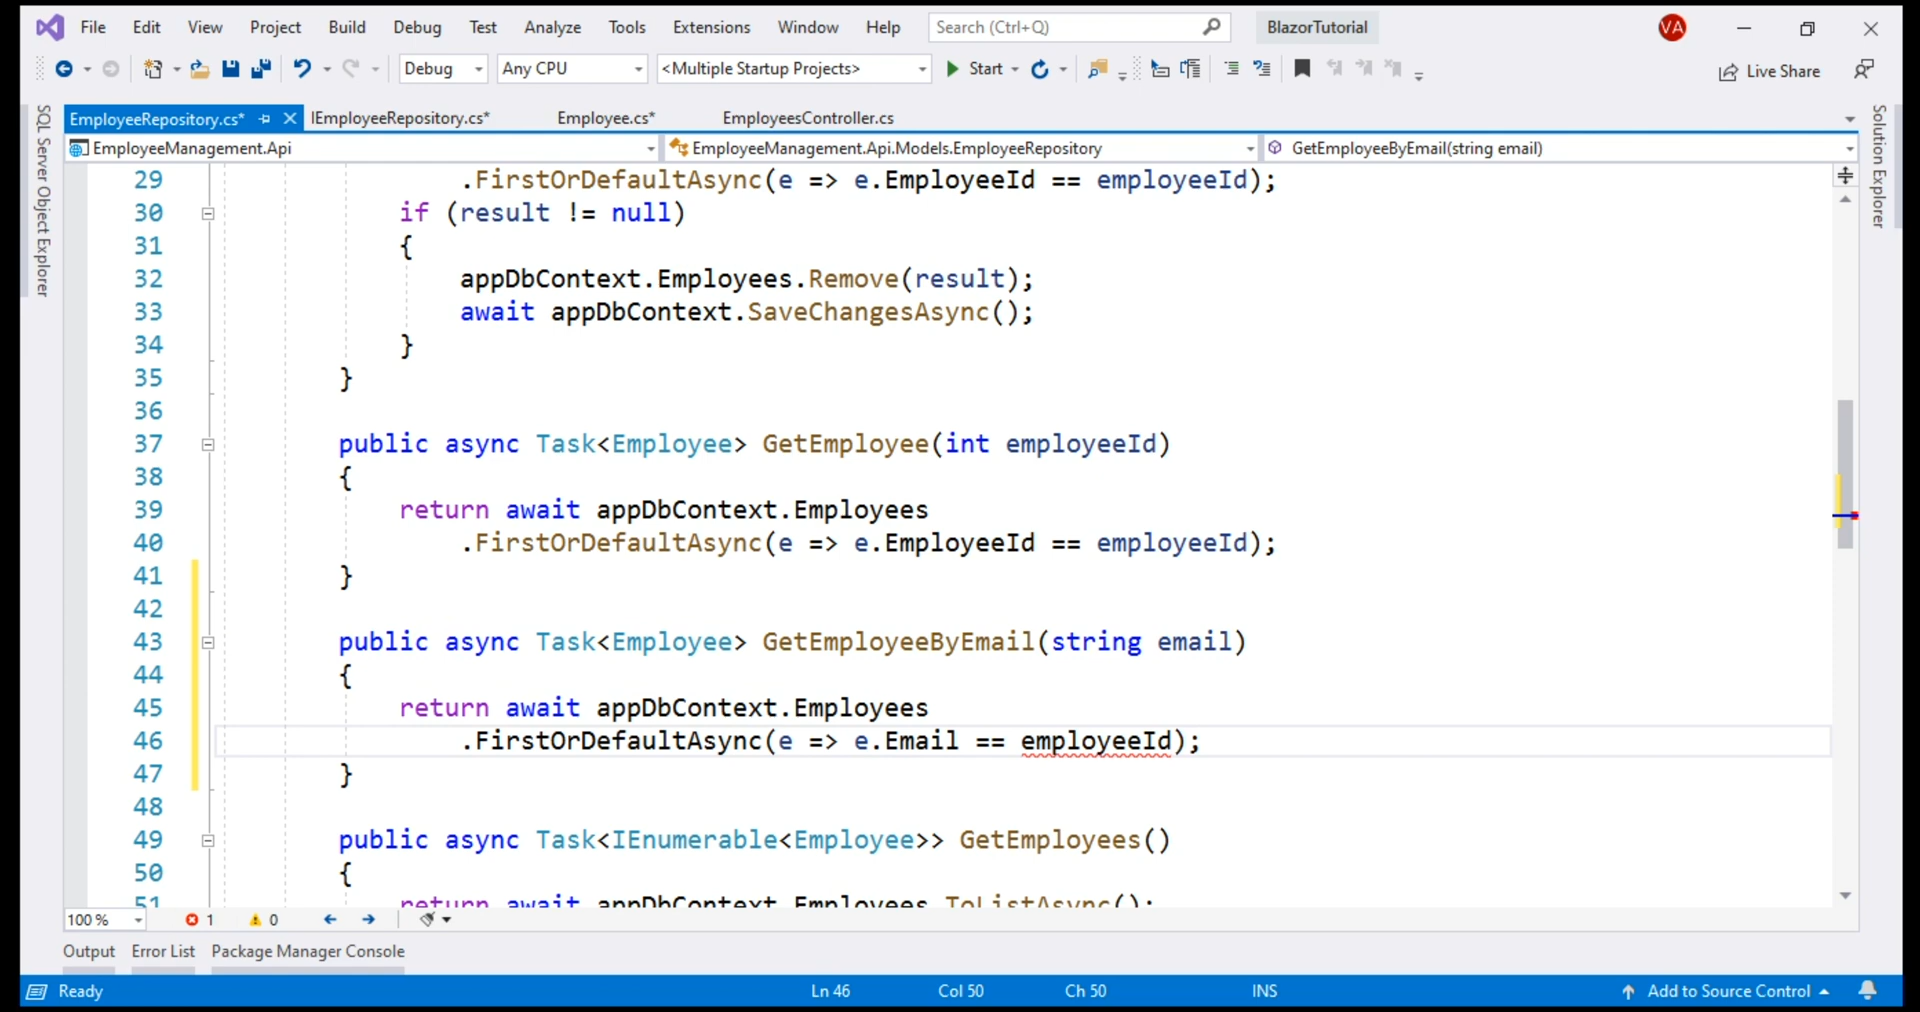 File Edit View Project Build Debug Test Analyze Tools Extensions Window Help Search (Ctrl+Q) BlazorTutorial VA
Debug Any CPU <Multiple Startup Projects> Start Live Share
SQL Server Object Explorer
Solution Explorer
EmployeeRepository.cs* IEmployeeRepository.cs* Employee.cs* EmployeesController.cs
EmployeeManagement.Api EmployeeManagement.Api.Models.EmployeeRepository GetEmployeeByEmail(string email)
29 .FirstOrDefaultAsync(e => e.EmployeeId == employeeId);
30 if (result != null)
31 {
32 appDbContext.Employees.Remove(result);
33 await appDbContext.SaveChangesAsync();
34 }
35 }
36
37 public async Task<Employee> GetEmployee(int employeeId)
38 {
39 return await appDbContext.Employees
40 .FirstOrDefaultAsync(e => e.EmployeeId == employeeId);
41 }
42
43 public async Task<Employee> GetEmployeeByEmail(string email)
44 {
45 return await appDbContext.Employees
46 .FirstOrDefaultAsync(e => e.Email == employeeId);
47 }
48
49 public async Task<IEnumerable<Employee>> GetEmployees()
50 {
51 return await appDbContext.Employees.ToListAsync();
100 % 1 0
Output Error List Package Manager Console
Ready Ln 46 Col 50 Ch 50 INS Add to Source Control